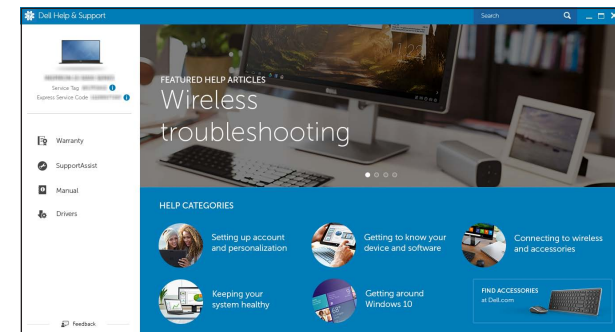 Dell Help & Support
Search
Service Tag
Express Service Code
Warranty
SupportAssist
Manual
Drivers
Feedback
FEATURED HELP ARTICLES
Wireless
troubleshooting
HELP CATEGORIES
Setting up account
and personalization
Getting to know your
device and software
Connecting to wireless
and accessories
Keeping your
system healthy
Getting around
Windows 10
FIND ACCESSORIES
at Dell.com